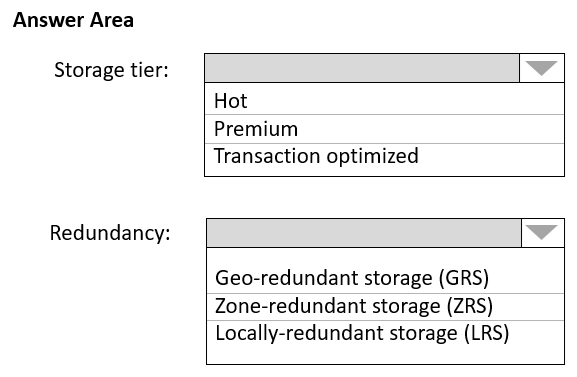 Answer Area
Storage tier:
Hot
Premium
Transaction optimized
Redundancy:
Geo-redundant storage (GRS)
Zone-redundant storage (ZRS)
Locally-redundant storage (LRS)